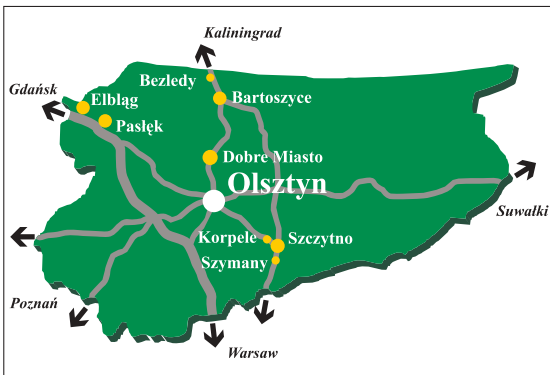 Kaliningrad
Bezledy
Gdańsk
Elbląg
Bartoszyce
Pasłęk
Dobre Miasto
Olsztyn
Suwałki
Korpele
Szczytno
Szymany
Poznań
Warsaw